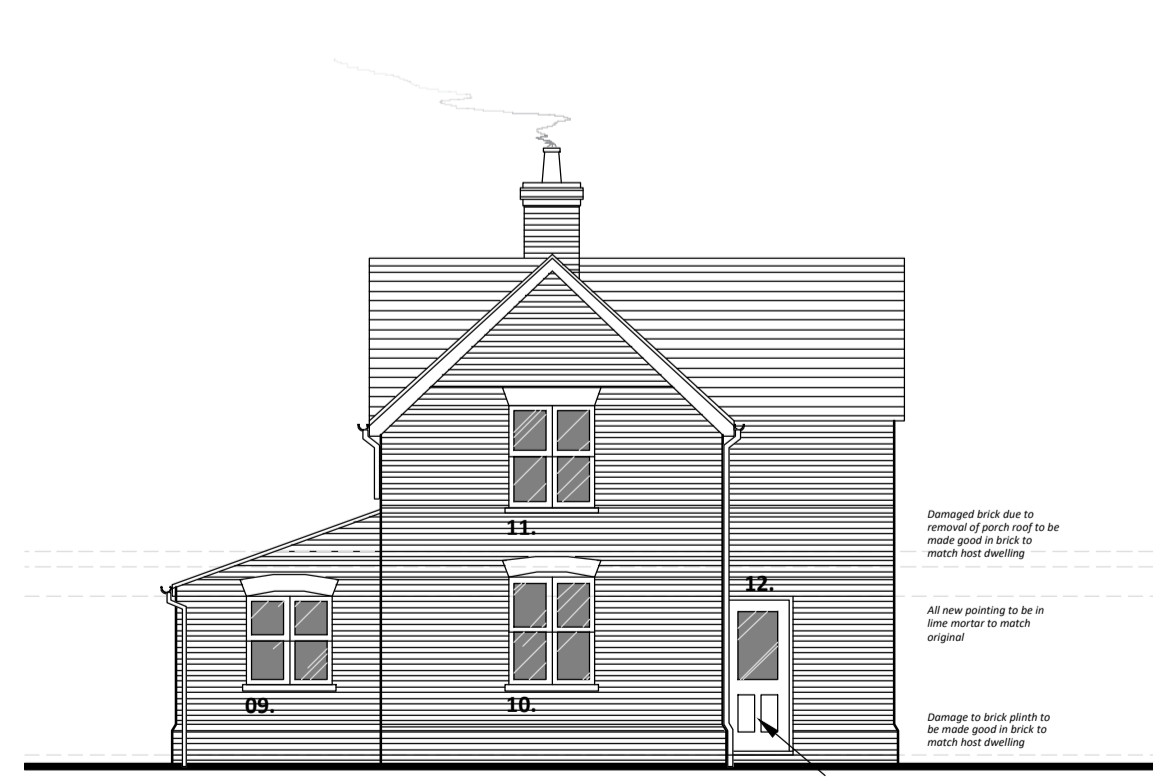 11.
12.
09.
10.
Damaged brick due to
removal of porch roof to be
made good in brick to
match host dwelling
All new pointing to be in
lime mortar to match
original
Damage to brick plinth to
be made good in brick to
match host dwelling